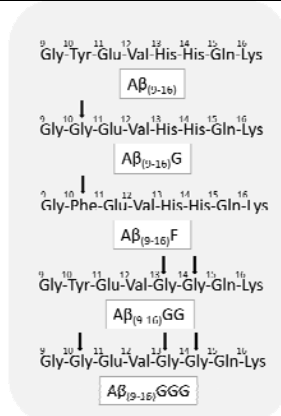 9 10 11 12 13 14 15 16
Gly-Tyr-Glu-Val-His-His-Gln-Lys
Aβ(9-16)
9 10 11 12 13 14 15 16
Gly-Gly-Glu-Val-His-His-Gln-Lys
Aβ(9-16)G
9 10 11 12 13 14 15 16
Gly-Phe-Glu-Val-His-His-Gln-Lys
Aβ(9-16)F
9 10 11 12 13 14 15 16
Gly-Tyr-Glu-Val-Gly-Gly-Gln-Lys
Aβ(9-16)GG
9 10 11 12 13 14 15 16
Gly-Gly-Glu-Val-Gly-Gly-Gln-Lys
Aβ(9-16)GGG